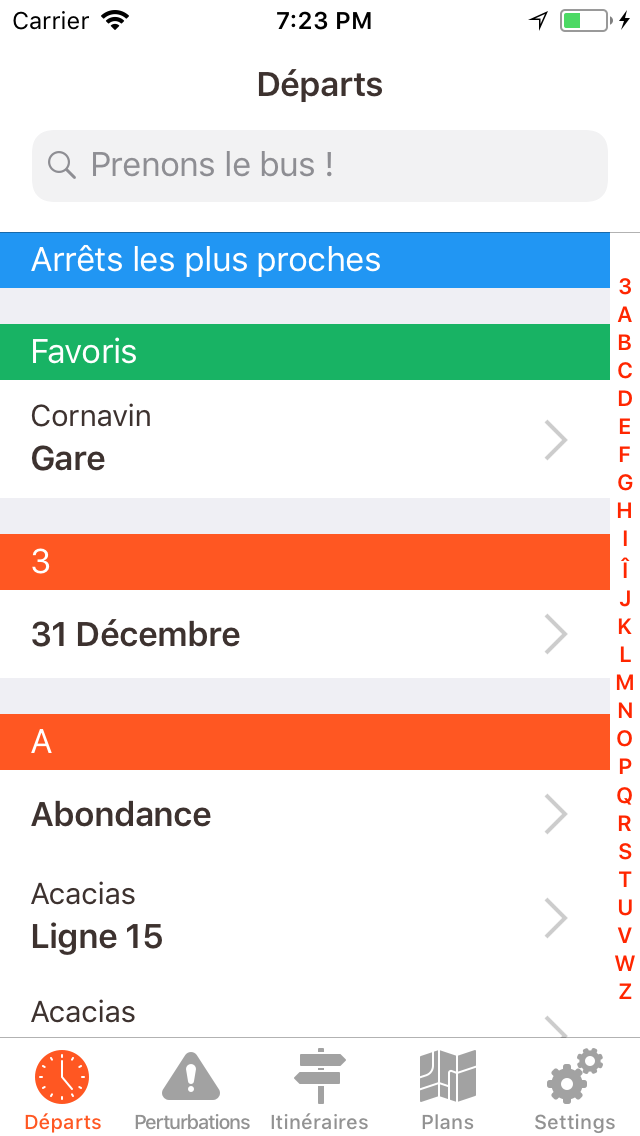 Carrier 7:23 PM
Départs
Prenons le bus !
Arrêts les plus proches
Favoris
Cornavin
Gare
3
31 Décembre
A
Abondance
Acacias
Ligne 15
Acacias
3
A
B
C
D
E
F
G
H
I
Î
J
K
L
M
N
O
P
Q
R
S
T
U
V
W
Z
Départs Perturbations Itinéraires Plans Settings